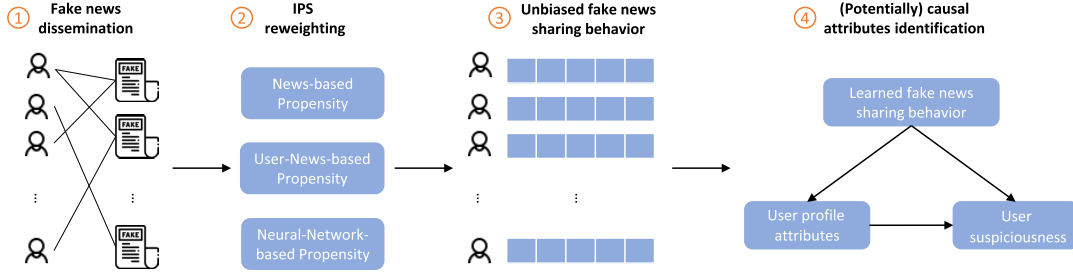 1
Fake news
dissemination
FAKE
FAKE
⋮
⋮
FAKE
2
IPS
reweighting
News-based
Propensity
User-News-based
Propensity
Neural-Network-
based Propensity
3
Unbiased fake news
sharing behavior
⋮
⋮
4
(Potentially) causal
attributes identification
Learned fake news
sharing behavior
User profile
attributes
User
suspiciousness